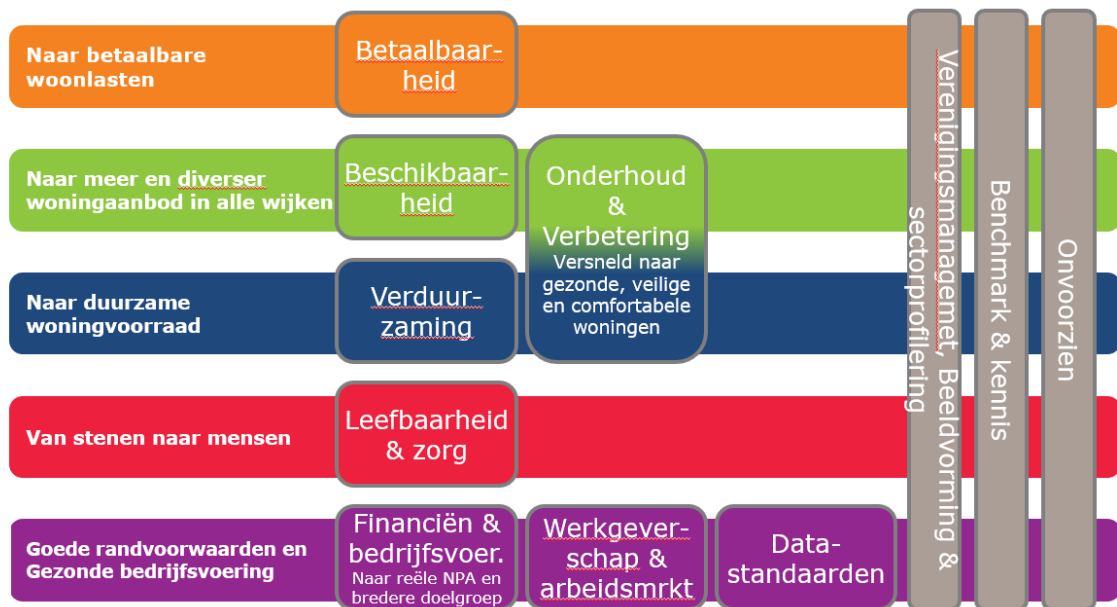 Naar betaalbare
woonlasten
Betaalbaar-
heid
Naar meer en diverser
woningaanbod in alle wijken
Beschikbaar-
heid
Onderhoud
&
Verbetering
Versneld naar
gezonde, veilige
en comfortabele
woningen
Naar duurzame
woningvoorraad
Verduur-
zaming
Van stenen naar mensen
Leefbaarheid
& zorg
Goede randvoorwaarden en
Gezonde bedrijfsvoering
Financiën &
bedrijfsvoer.
Naar reële NPA en
bredere doelgroep
Werkgever-
schap &
arbeidsmrkt
Data-
standaarden
Verenigingsmanagemet, Beeldvorming &
sectorprofilering
Benchmark & kennis
Onvoorzien